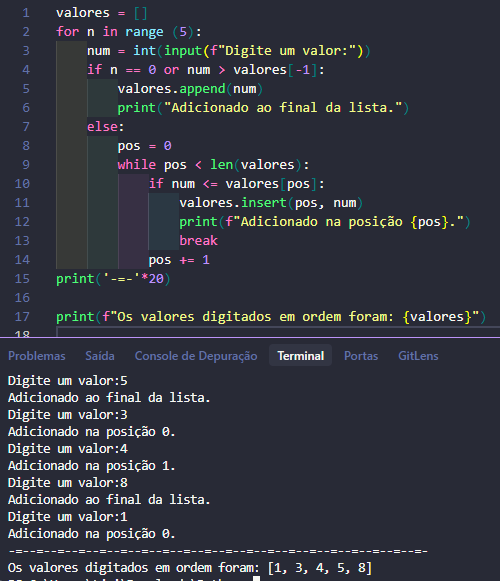 1 valores = []
2 for n in range (5):
3     num = int(input(f"Digite um valor:"))
4     if n == 0 or num > valores[-1]:
5         valores.append(num)
6         print("Adicionado ao final da lista.")
7     else:
8         pos = 0
9         while pos < len(valores):
10             if num <= valores[pos]:
11                 valores.insert(pos, num)
12                 print(f"Adicionado na posição {pos}.")
13                 break
14             pos += 1
15 print('-=-'*20)
16
17 print(f"Os valores digitados em ordem foram: {valores}")
18
Problemas Saída Console de Depuração Terminal Portas GitLens
Digite um valor:5
Adicionado ao final da lista.
Digite um valor:3
Adicionado na posição 0.
Digite um valor:4
Adicionado na posição 1.
Digite um valor:8
Adicionado ao final da lista.
Digite um valor:1
Adicionado na posição 0.
-=--=--=--=--=--=--=--=--=--=--=--=--=--=--=--=--=--=--=--=-
Os valores digitados em ordem foram: [1, 3, 4, 5, 8]